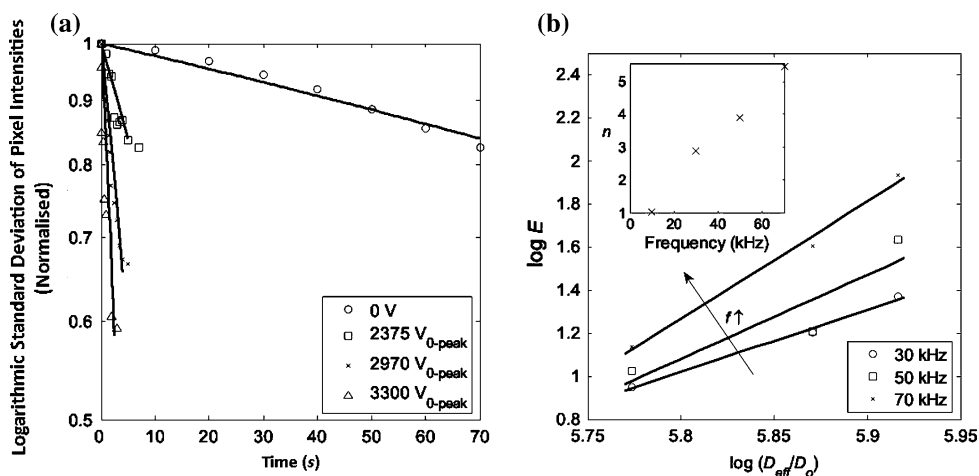 (a)
Logarithmic Standard Deviation of Pixel Intensities
(Normalised)
1
0.9
0.8
0.7
0.6
0.5
0 10 20 30 40 50 60 70
Time (s)
0 V
2375 V0-peak
2970 V0-peak
3300 V0-peak
(b)
log E
2.4
2.2
2
1.8
1.6
1.4
1.2
1
0.8
5.75 5.8 5.85 5.9 5.95
log (Deff/Do)
n
5
4
3
2
1
0 20 40 60
Frequency (kHz)
f↑
30 kHz
50 kHz
70 kHz